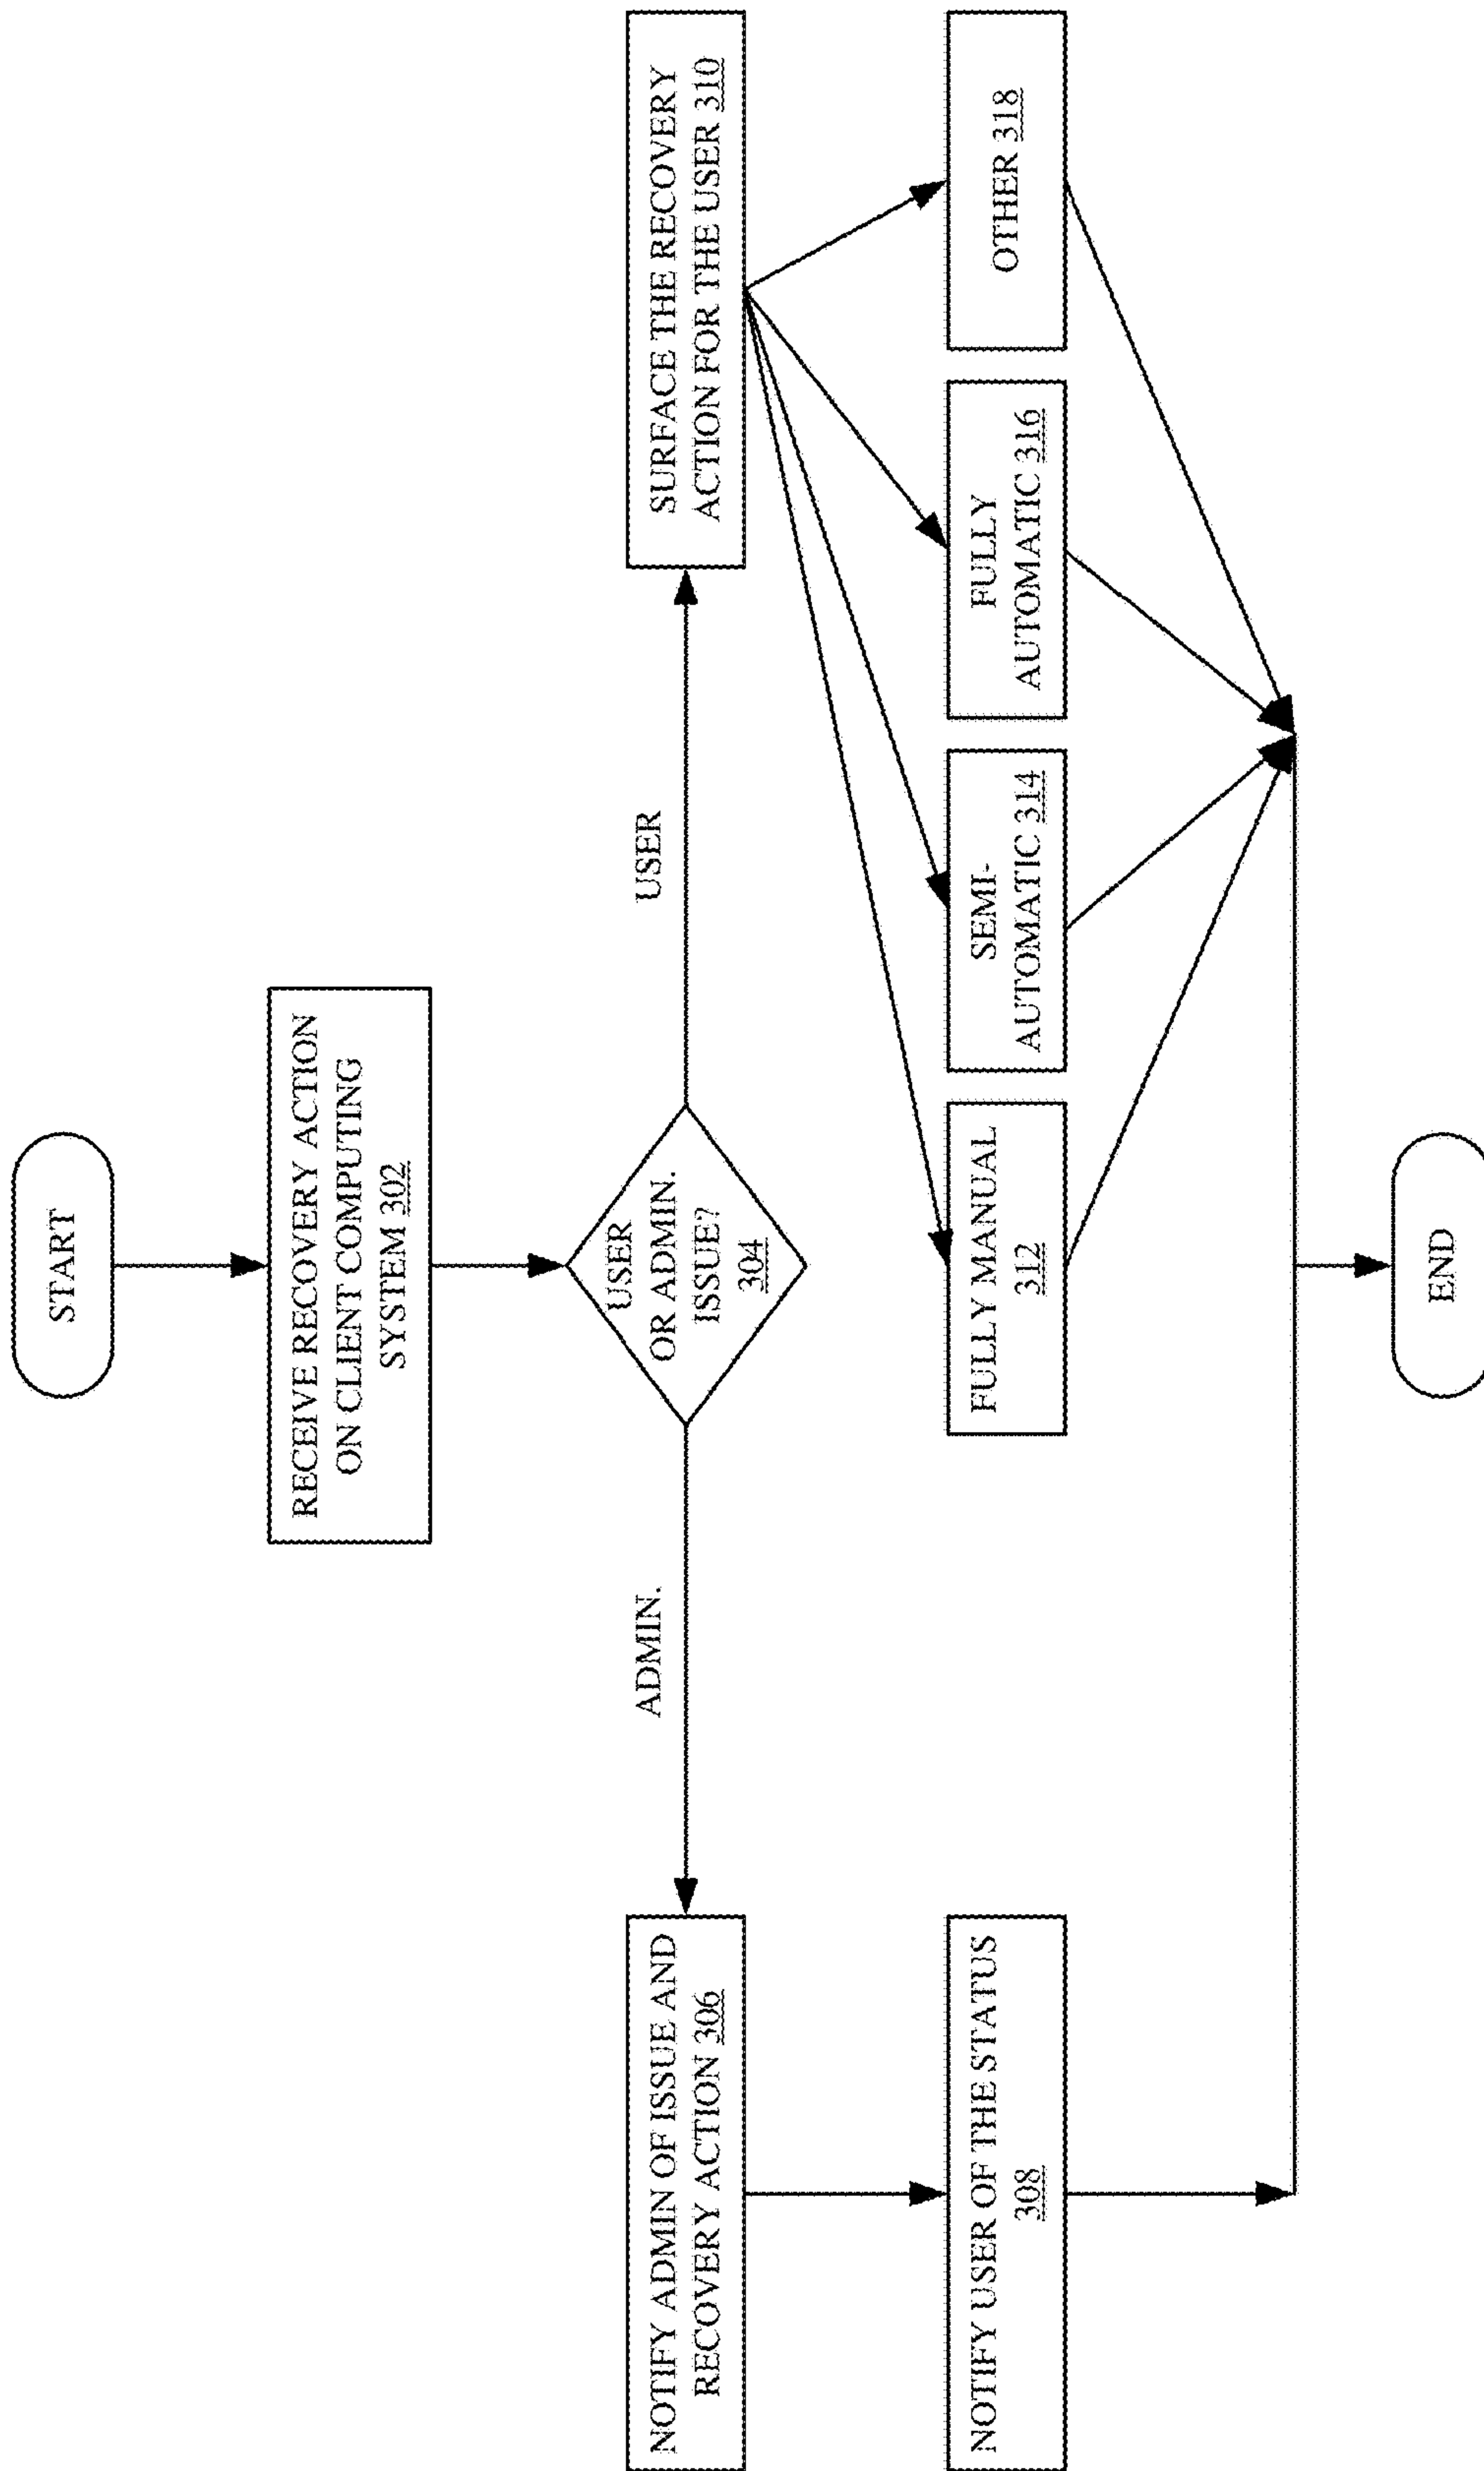 START
RECEIVE RECOVERY ACTION
ON CLIENT COMPUTING
SYSTEM 302
USER
OR ADMIN.
ISSUE?
304
ADMIN.
USER
NOTIFY ADMIN OF ISSUE AND
RECOVERY ACTION 306
SURFACE THE RECOVERY
ACTION FOR THE USER 310
NOTIFY USER OF THE STATUS
308
FULLY MANUAL
312
SEMI-
AUTOMATIC 314
FULLY
AUTOMATIC 316
OTHER 318
END